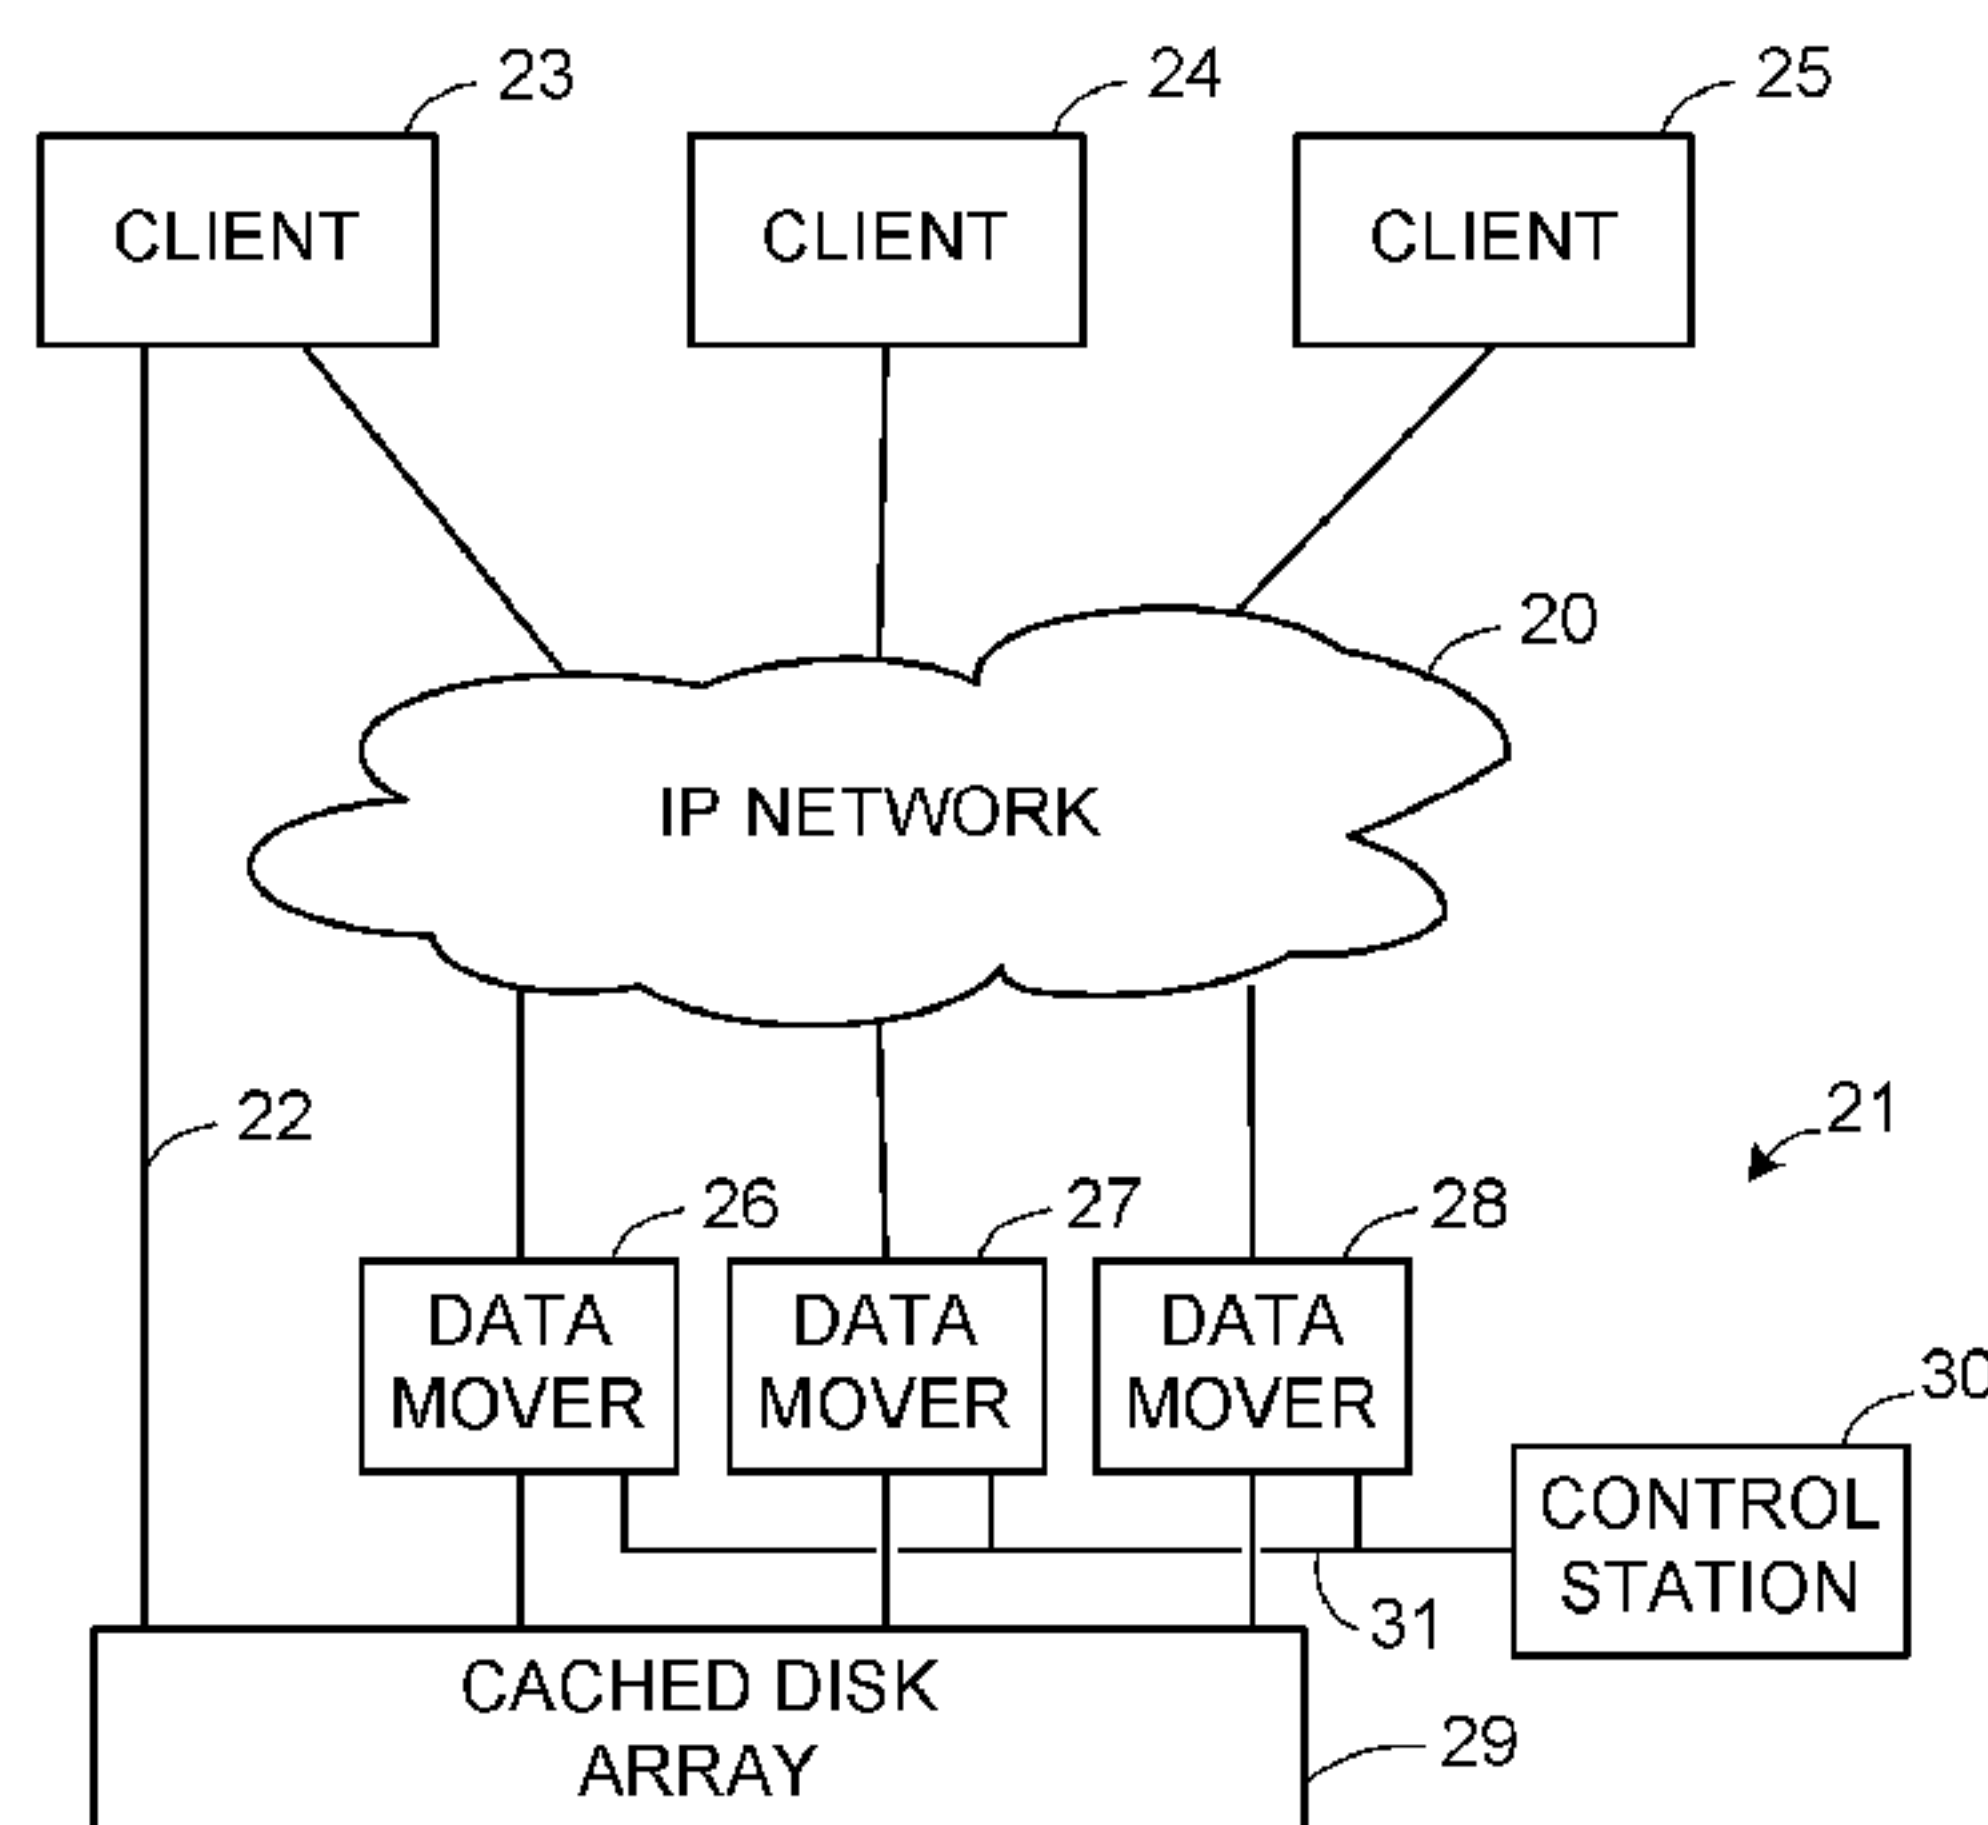 23
24
25
CLIENT
CLIENT
CLIENT
20
IP NETWORK
22
21
26
27
28
DATA
MOVER
DATA
MOVER
DATA
MOVER
30
CONTROL
STATION
31
CACHED DISK
ARRAY
29